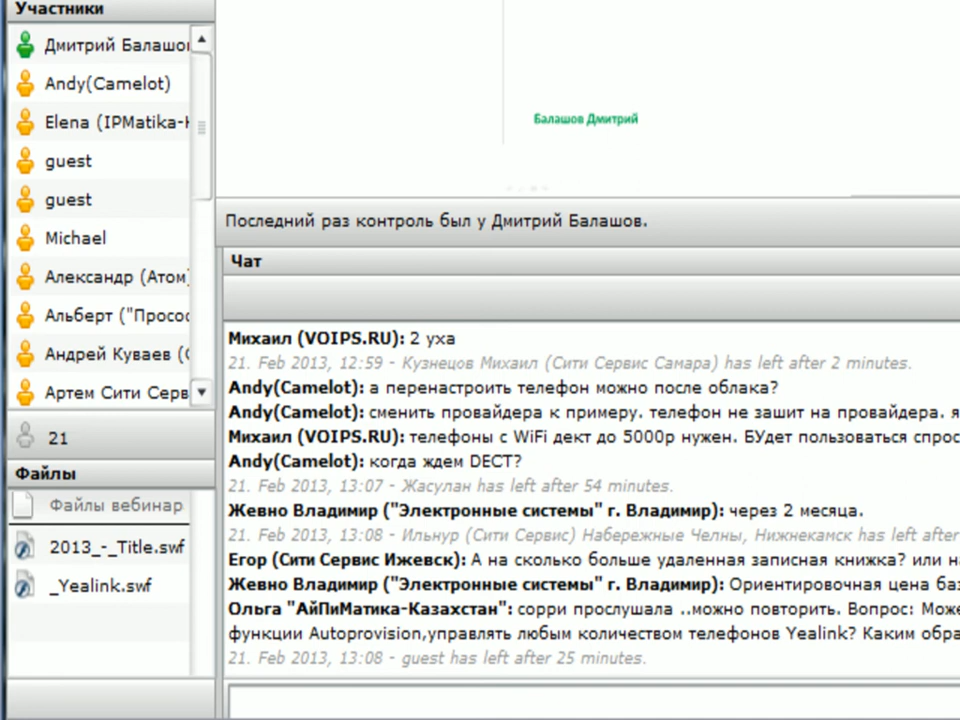 Участники
Дмитрий Балашо
Andy(Camelot)
Elena (IPMatika-
guest
guest
Michael
Александр (Атом
Альберт ("Просо
Андрей Куваев (
Артем Сити Серв
21
Файлы
Файлы вебинар
2013_-_Title.swf
_Yealink.swf
Балашов Дмитрий
Последний раз контроль был у Дмитрий Балашов.
Чат
Михаил (VOIPS.RU): 2 уха
21. Feb 2013, 12:59 - Кузнецов Михаил (Сити Сервис Самара) has left after 2 minutes.
Andy(Camelot): а перенастроить телефон можно после облака?
Andy(Camelot): сменить провайдера к примеру. телефон не зашит на провайдера. я
Михаил (VOIPS.RU): телефоны с WiFi дект до 5000р нужен. БУдет пользоваться спрос
Andy(Camelot): когда ждем DECT?
21. Feb 2013, 13:07 - Жасулан has left after 54 minutes.
Жевно Владимир ("Электронные системы" г. Владимир): через 2 месяца.
21. Feb 2013, 13:08 - Ильнур (Сити Сервис) Набережные Челны, Нижнекамск has left after
Егор (Сити Сервис Ижевск): А на сколько больше удаленная записная книжка? или н
Жевно Владимир ("Электронные системы" г. Владимир): Ориентировочная цена баз
Ольга "АйПиМатика-Казахстан": сорри прослушала ..можно повторить. Вопрос: Може
функции Autoprovision,управлять любым количеством телефонов Yealink? Каким обра
21. Feb 2013, 13:08 - guest has left after 25 minutes.